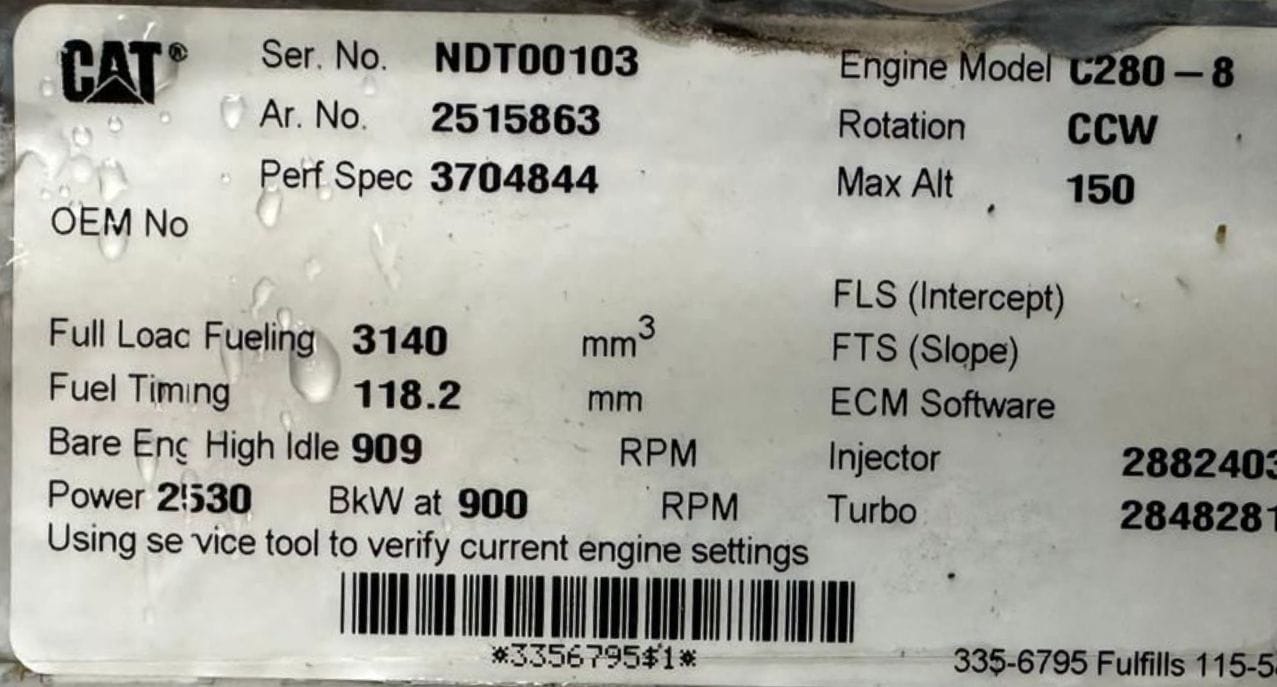 CAT® Ser. No. NDT00103 Engine Model C280-8
Ar. No. 2515863 Rotation CCW
Perf Spec 3704844 Max Alt 150
OEM No
FLS (Intercept)
Full Load Fueling 3140 mm³ FTS (Slope)
Fuel Timing 118.2 mm ECM Software
Bare Eng High Idle 909 RPM Injector 2882403
Power 2530 BkW at 900 RPM Turbo 2848281
Using service tool to verify current engine settings
*3356795$1*
335-6795 Fulfills